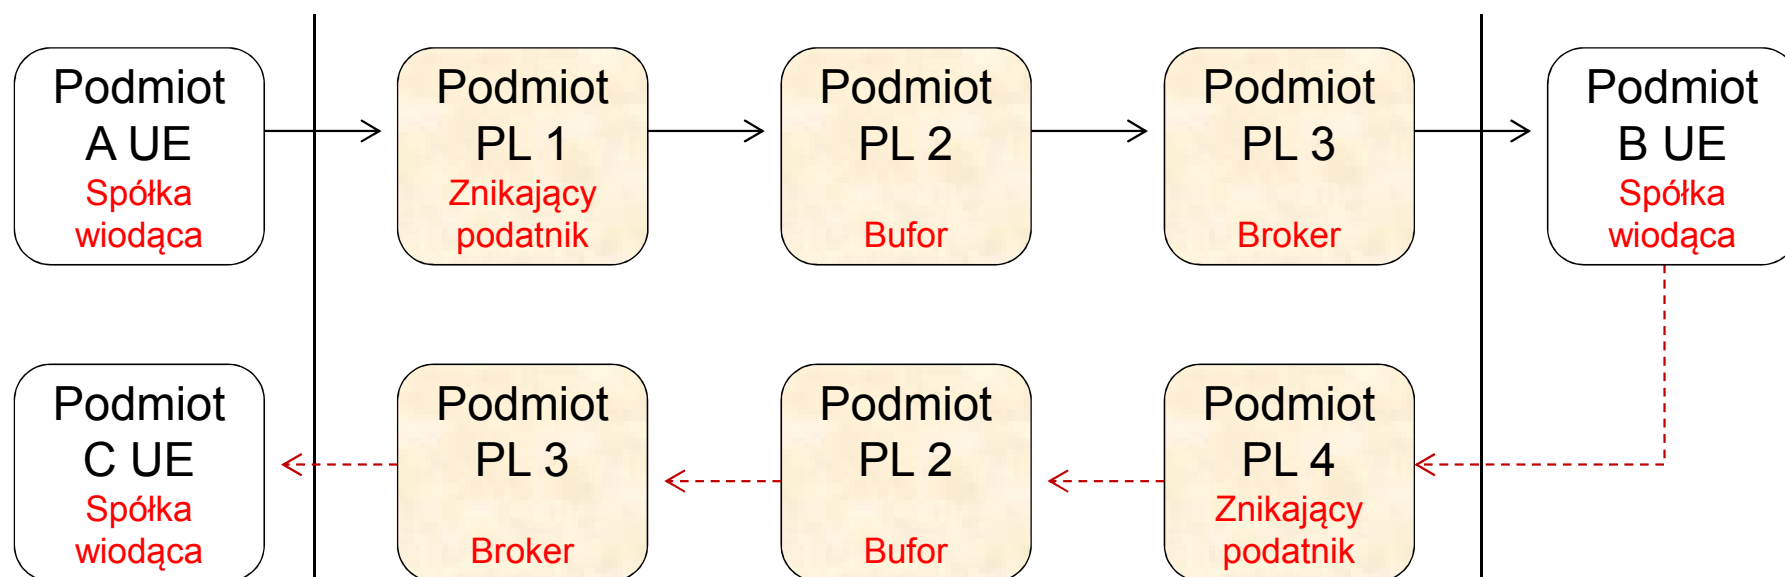 Podmiot
A UE
Spółka
wiodąca
Podmiot
PL 1
Znikający
podatnik
Podmiot
PL 2
Bufor
Podmiot
PL 3
Broker
Podmiot
B UE
Spółka
wiodąca
Podmiot
C UE
Spółka
wiodąca
Podmiot
PL 3
Broker
Podmiot
PL 2
Bufor
Podmiot
PL 4
Znikający
podatnik